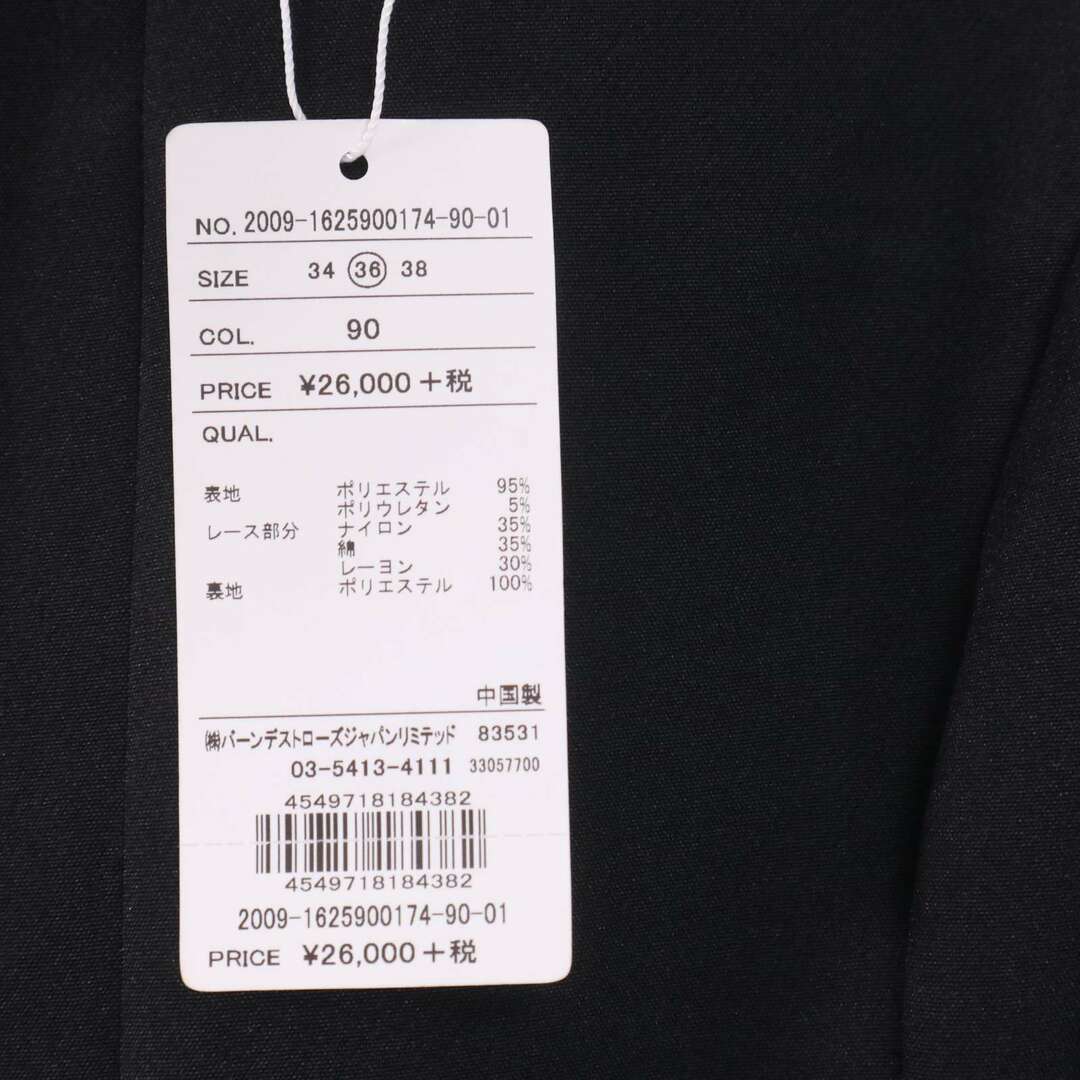 NO. 2009-1625900174-90-01
SIZE 34 36 38
COL. 90
PRICE ¥26,000+税
QUAL.
表地 ポリエステル 95%
ポリウレタン 5%
レース部分 ナイロン 35%
綿 35%
レーヨン 30%
裏地 ポリエステル 100%
中国製
㈱バーンデストローズジャパンリミテッド 83531
03-5413-4111 33057700
4549718184382
4549718184382
2009-1625900174-90-01
PRICE ¥26,000+税